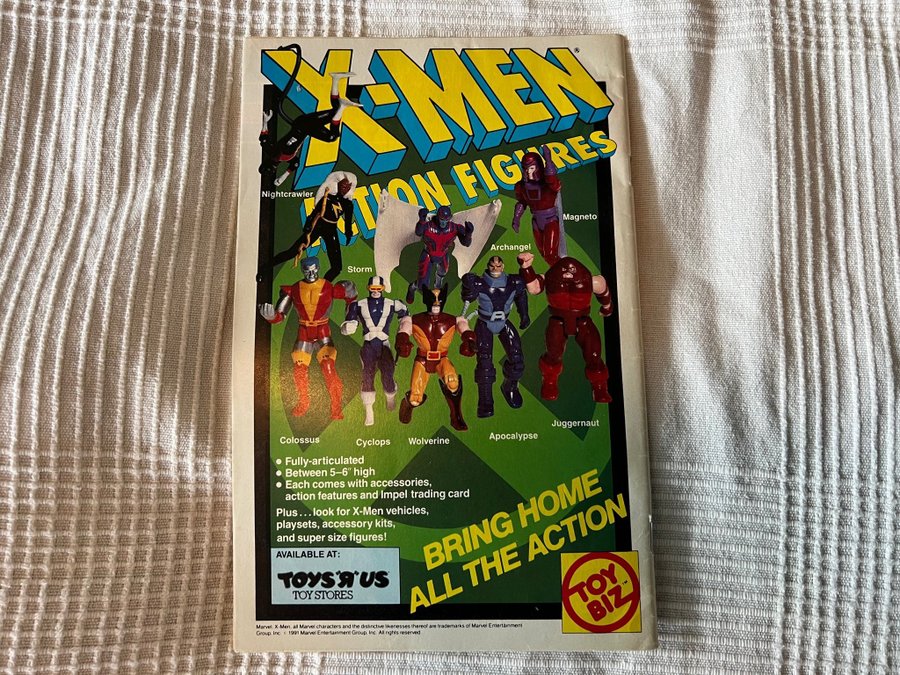 X-MEN®
ACTION FIGURES
Nightcrawler
Magneto
Archangel
Storm
Juggernaut
Colossus
Cyclops
Wolverine
Apocalypse
• Fully-articulated
• Between 5–6" high
• Each comes with accessories,
action features and Impel trading card
Plus...look for X-Men vehicles,
playsets, accessory kits,
and super size figures!
BRING HOME
ALL THE ACTION
AVAILABLE AT:
TOYS "R" US
TOY STORES
TOY
BIZ™
Marvel, X-Men, all Marvel characters and the distinctive likenesses thereof are trademarks of Marvel Entertainment
Group, Inc. © 1991 Marvel Entertainment Group, Inc. All rights reserved.